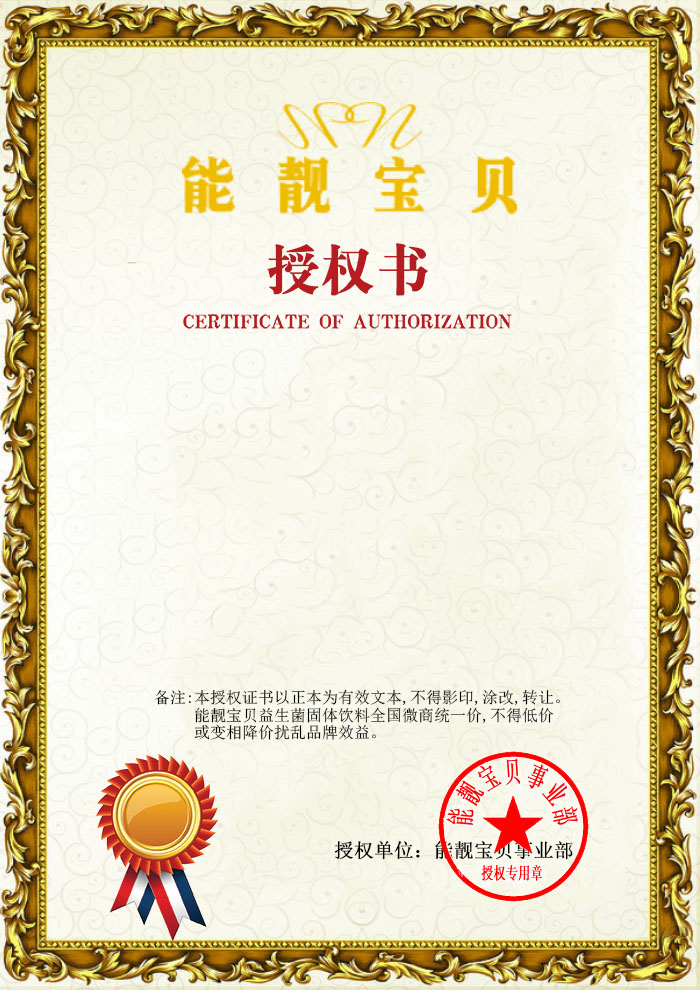 能靓宝贝
授权书
CERTIFICATE OF AUTHORIZATION
备注:本授权证书以正本为有效文本,不得影印,涂改,转让。
能靓宝贝益生菌固体饮料全国微商统一价,不得低价
或变相降价扰乱品牌效益。
能靓宝贝事业部
授权单位：能靓宝贝事业部
授权专用章